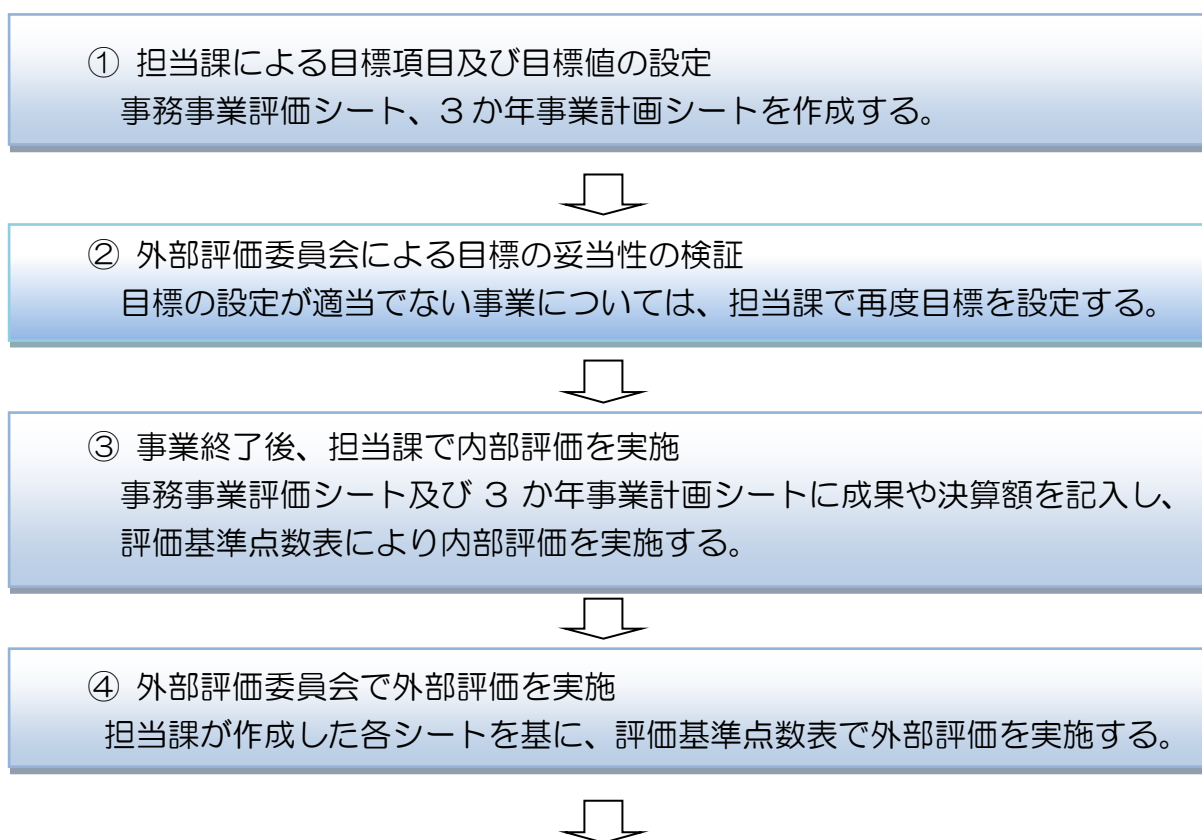 ① 担当課による目標項目及び目標値の設定
事務事業評価シート、3か年事業計画シートを作成する。
② 外部評価委員会による目標の妥当性の検証
目標の設定が適当でない事業については、担当課で再度目標を設定する。
③ 事業終了後、担当課で内部評価を実施
事務事業評価シート及び 3 か年事業計画シートに成果や決算額を記入し、
評価基準点数表により内部評価を実施する。
④ 外部評価委員会で外部評価を実施
担当課が作成した各シートを基に、評価基準点数表で外部評価を実施する。